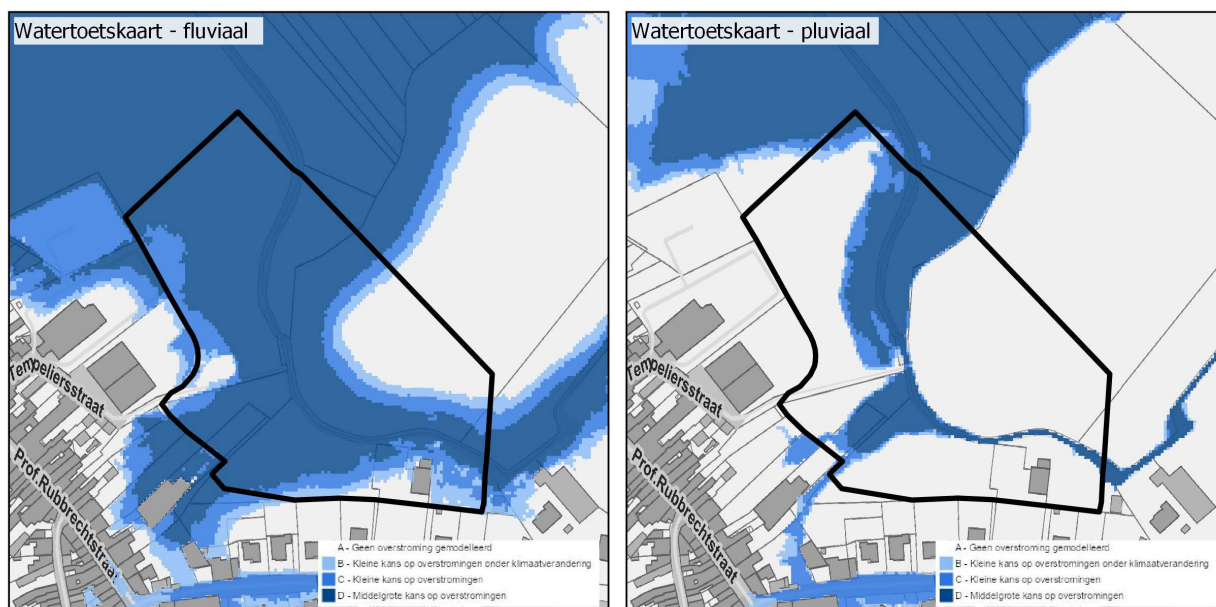 Watertoetskaart - fluviaal
Tempeliersstraat
Prof.Rubbrechtstraat
A - Geen overstroming gemodelleerd
B - Kleine kans op overstromingen onder klimaatverandering
C - Kleine kans op overstromingen
D - Middelgrote kans op overstromingen
Watertoetskaart - pluviaal
Tempeliersstraat
Prof.Rubbrechtstraat
A - Geen overstroming gemodelleerd
B - Kleine kans op overstromingen onder klimaatverandering
C - Kleine kans op overstromingen
D - Middelgrote kans op overstromingen